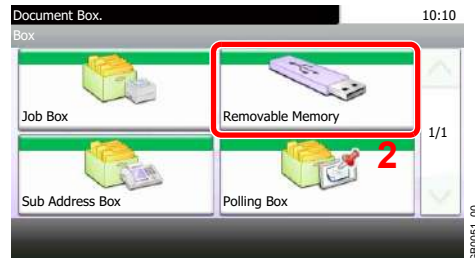 Document Box. 10:10
Box
Job Box Removable Memory
1/1
2
Sub Address Box Polling Box